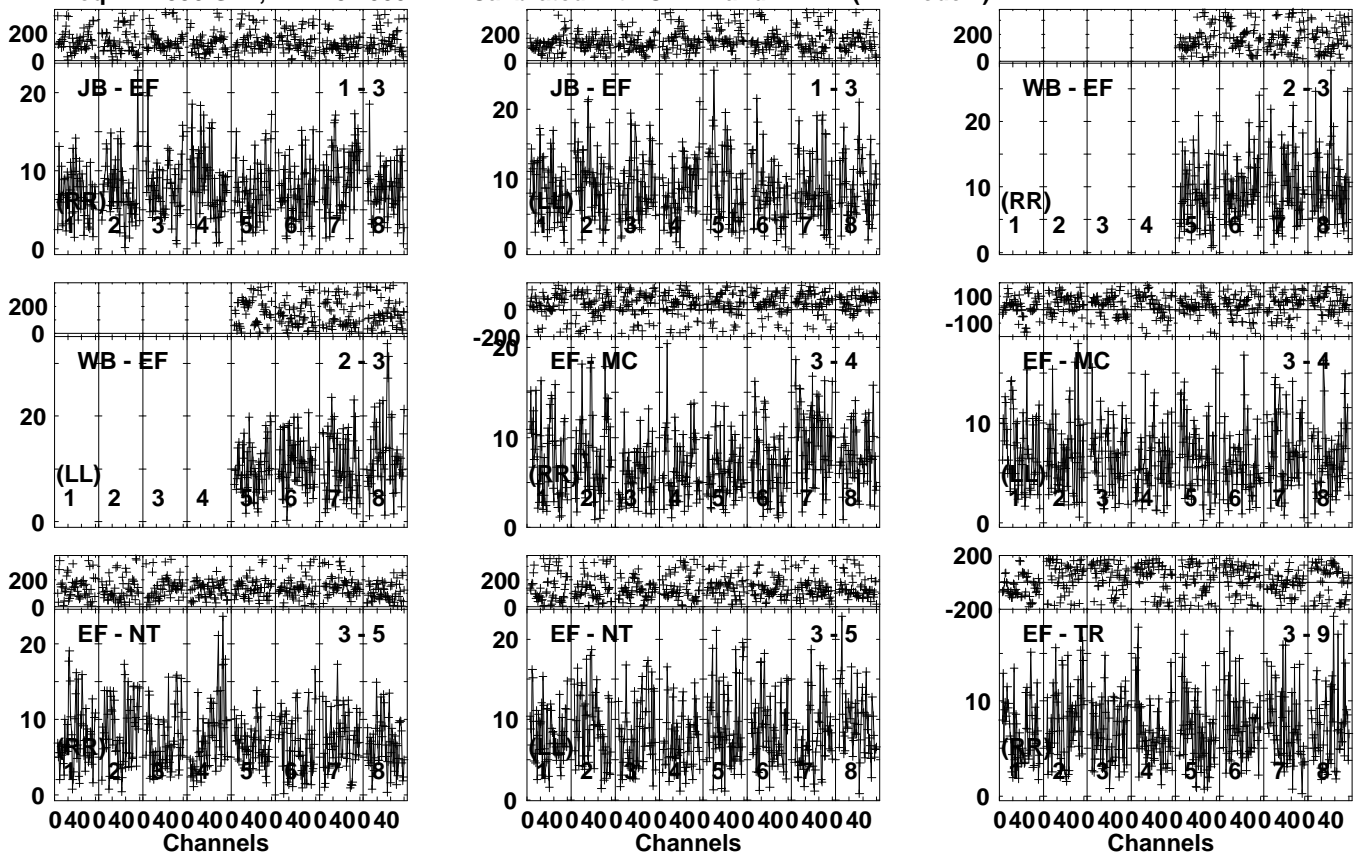 200 0 JB - EF 1 - 3 20 10 0 (RR) 1 2 3 4 5 6 7 8
200 0 JB - EF 1 - 3 20 10 0 (LL) 1 2 3 4 5 6 7 8
200 0 WB - EF 2 - 3 20 10 0 (RR) 1 2 3 4 5 6 7 8
200 0 WB - EF 2 - 3 20 0 (LL) 1 2 3 4 5 6 7 8
0 -200 EF - MC 3 - 4 20 10 0 (RR) 1 2 3 4 5 6 7 8
100 -100 EF - MC 3 - 4 10 0 (LL) 1 2 3 4 5 6 7 8
200 0 EF - NT 3 - 5 20 10 0 (RR) 1 2 3 4 5 6 7 8
200 0 EF - NT 3 - 5 20 10 0 (LL) 1 2 3 4 5 6 7 8
200 -200 EF - TR 3 - 9 10 0 (RR) 1 2 3 4 5 6 7 8
0 40 0 40 0 40 0 40 0 40 0 40 0 40 0 40
Channels
0 40 0 40 0 40 0 40 0 40 0 40 0 40 0 40
Channels
0 40 0 40 0 40 0 40 0 40 0 40 0 40 0 40
Channels